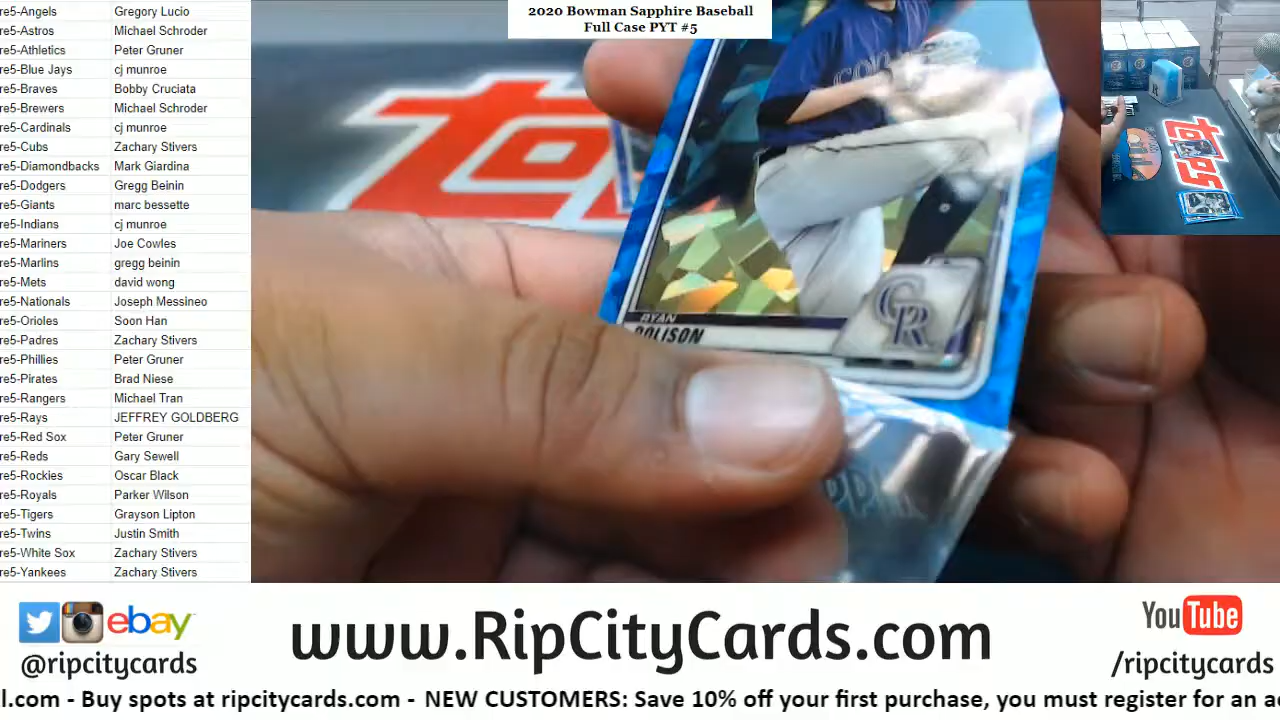 2020 Bowman Sapphire Baseball
Full Case PYT #5
re5-Angels Gregory Lucio
re5-Astros Michael Schroder
re5-Athletics Peter Gruner
re5-Blue Jays cj munroe
re5-Braves Bobby Cruciata
re5-Brewers Michael Schroder
re5-Cardinals cj munroe
re5-Cubs Zachary Stivers
re5-Diamondbacks Mark Giardina
re5-Dodgers Gregg Beinin
re5-Giants marc bessette
re5-Indians cj munroe
re5-Mariners Joe Cowles
re5-Marlins gregg beinin
re5-Mets david wong
re5-Nationals Joseph Messineo
re5-Orioles Soon Han
re5-Padres Zachary Stivers
re5-Phillies Peter Gruner
re5-Pirates Brad Niese
re5-Rangers Michael Tran
re5-Rays JEFFREY GOLDBERG
re5-Red Sox Peter Gruner
re5-Reds Gary Sewell
re5-Rockies Oscar Black
re5-Royals Parker Wilson
re5-Tigers Grayson Lipton
re5-Twins Justin Smith
re5-White Sox Zachary Stivers
re5-Yankees Zachary Stivers
RYAN
ROLISON
CR
topps
ebay
@ripcitycards
www.RipCityCards.com
YouTube
/ripcitycards
l.com - Buy spots at ripcitycards.com - NEW CUSTOMERS: Save 10% off your first purchase, you must register for an ac